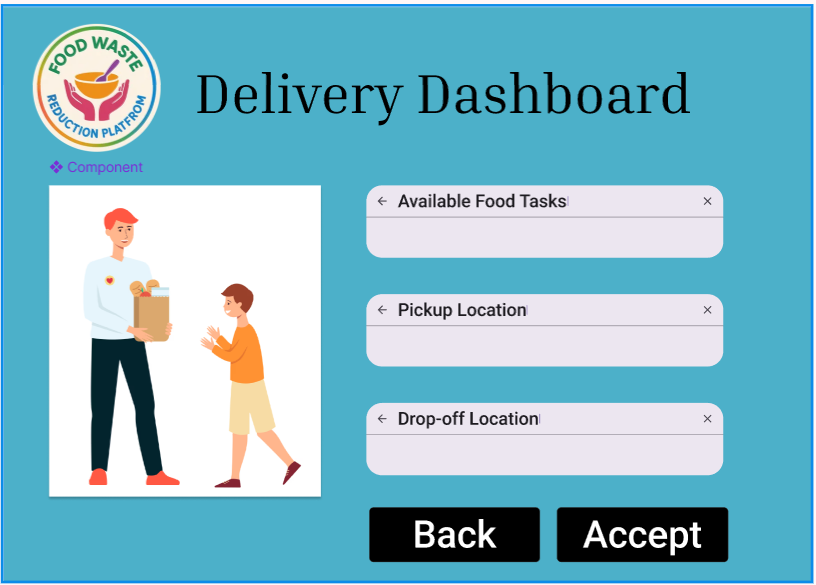 FOOD WASTE
REDUCTION PLATFROM
Delivery Dashboard
Component
Available Food Tasks
Pickup Location
Drop-off Location
Back
Accept